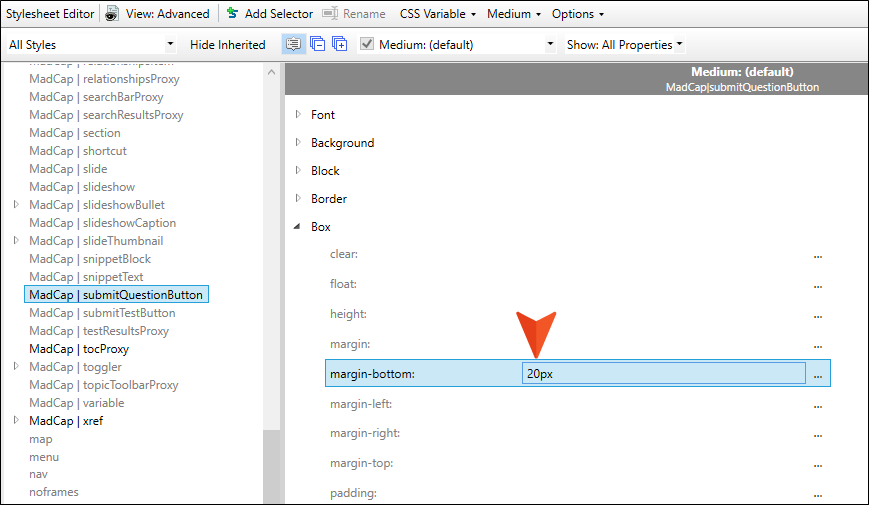 Stylesheet Editor View: Advanced Add Selector Rename CSS Variable Medium Options
All Styles Hide Inherited Medium: (default) Show: All Properties
MadCap | relationshipsProxy
MadCap | searchBarProxy
MadCap | searchResultsProxy
MadCap | section
MadCap | shortcut
MadCap | slide
MadCap | slideshow
MadCap | slideshowBullet
MadCap | slideshowCaption
MadCap | slideThumbnail
MadCap | snippetBlock
MadCap | snippetText
MadCap | submitQuestionButton
MadCap | submitTestButton
MadCap | testResultsProxy
MadCap | tocProxy
MadCap | toggler
MadCap | topicToolbarProxy
MadCap | variable
MadCap | xref
map
menu
nav
noframes
Medium: (default)
MadCap|submitQuestionButton
Font
Background
Block
Border
Box
clear: ...
float: ...
height: ...
margin: ...
margin-bottom: 20px ...
margin-left: ...
margin-right: ...
margin-top: ...
padding: ...